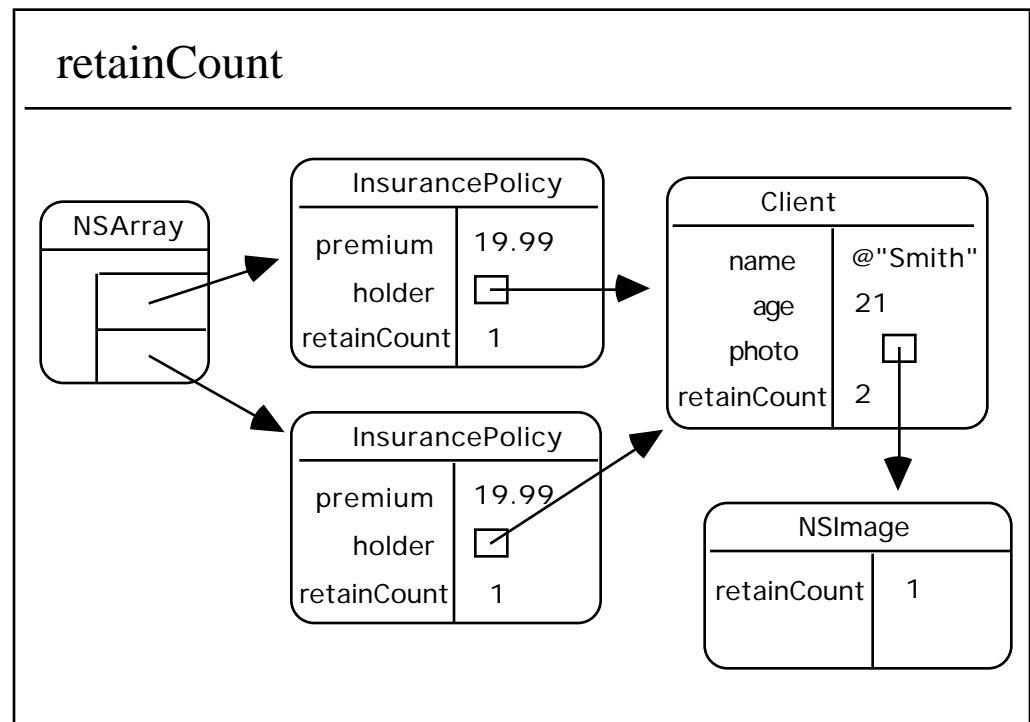 retainCount
NSArray
InsurancePolicy
premium 19.99
holder
retainCount 1
InsurancePolicy
premium 19.99
holder
retainCount 1
Client
name @"Smith"
age 21
photo
retainCount 2
NSImage
retainCount 1